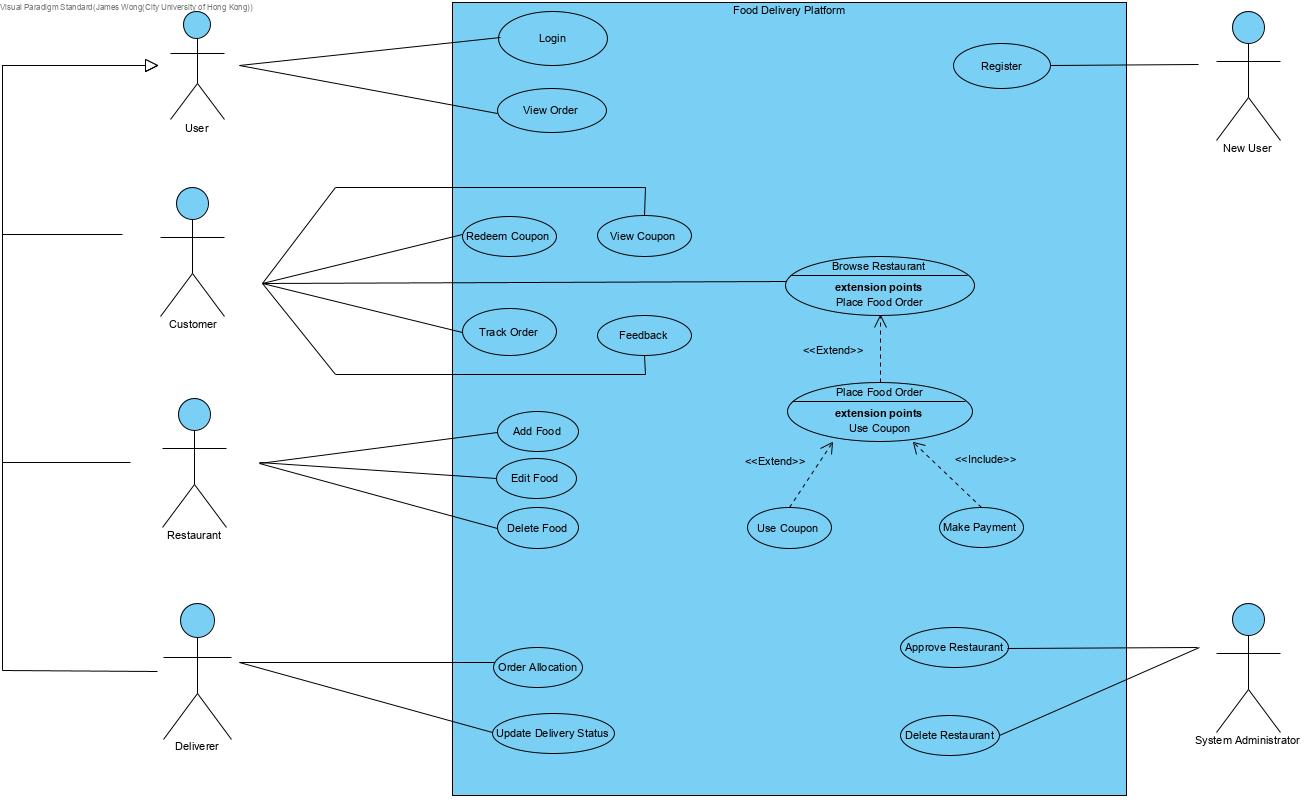 Visual Paradigm Standard(James Wong(City University of Hong Kong))
Food Delivery Platform
Login
Register
View Order
User
New User
Redeem Coupon
View Coupon
Browse Restaurant
extension points
Place Food Order
Customer
Track Order
Feedback
<<Extend>>
Place Food Order
extension points
Use Coupon
Add Food
<<Extend>>
<<Include>>
Edit Food
Delete Food
Use Coupon
Make Payment
Restaurant
Approve Restaurant
Order Allocation
Update Delivery Status
Delete Restaurant
Deliverer
System Administrator